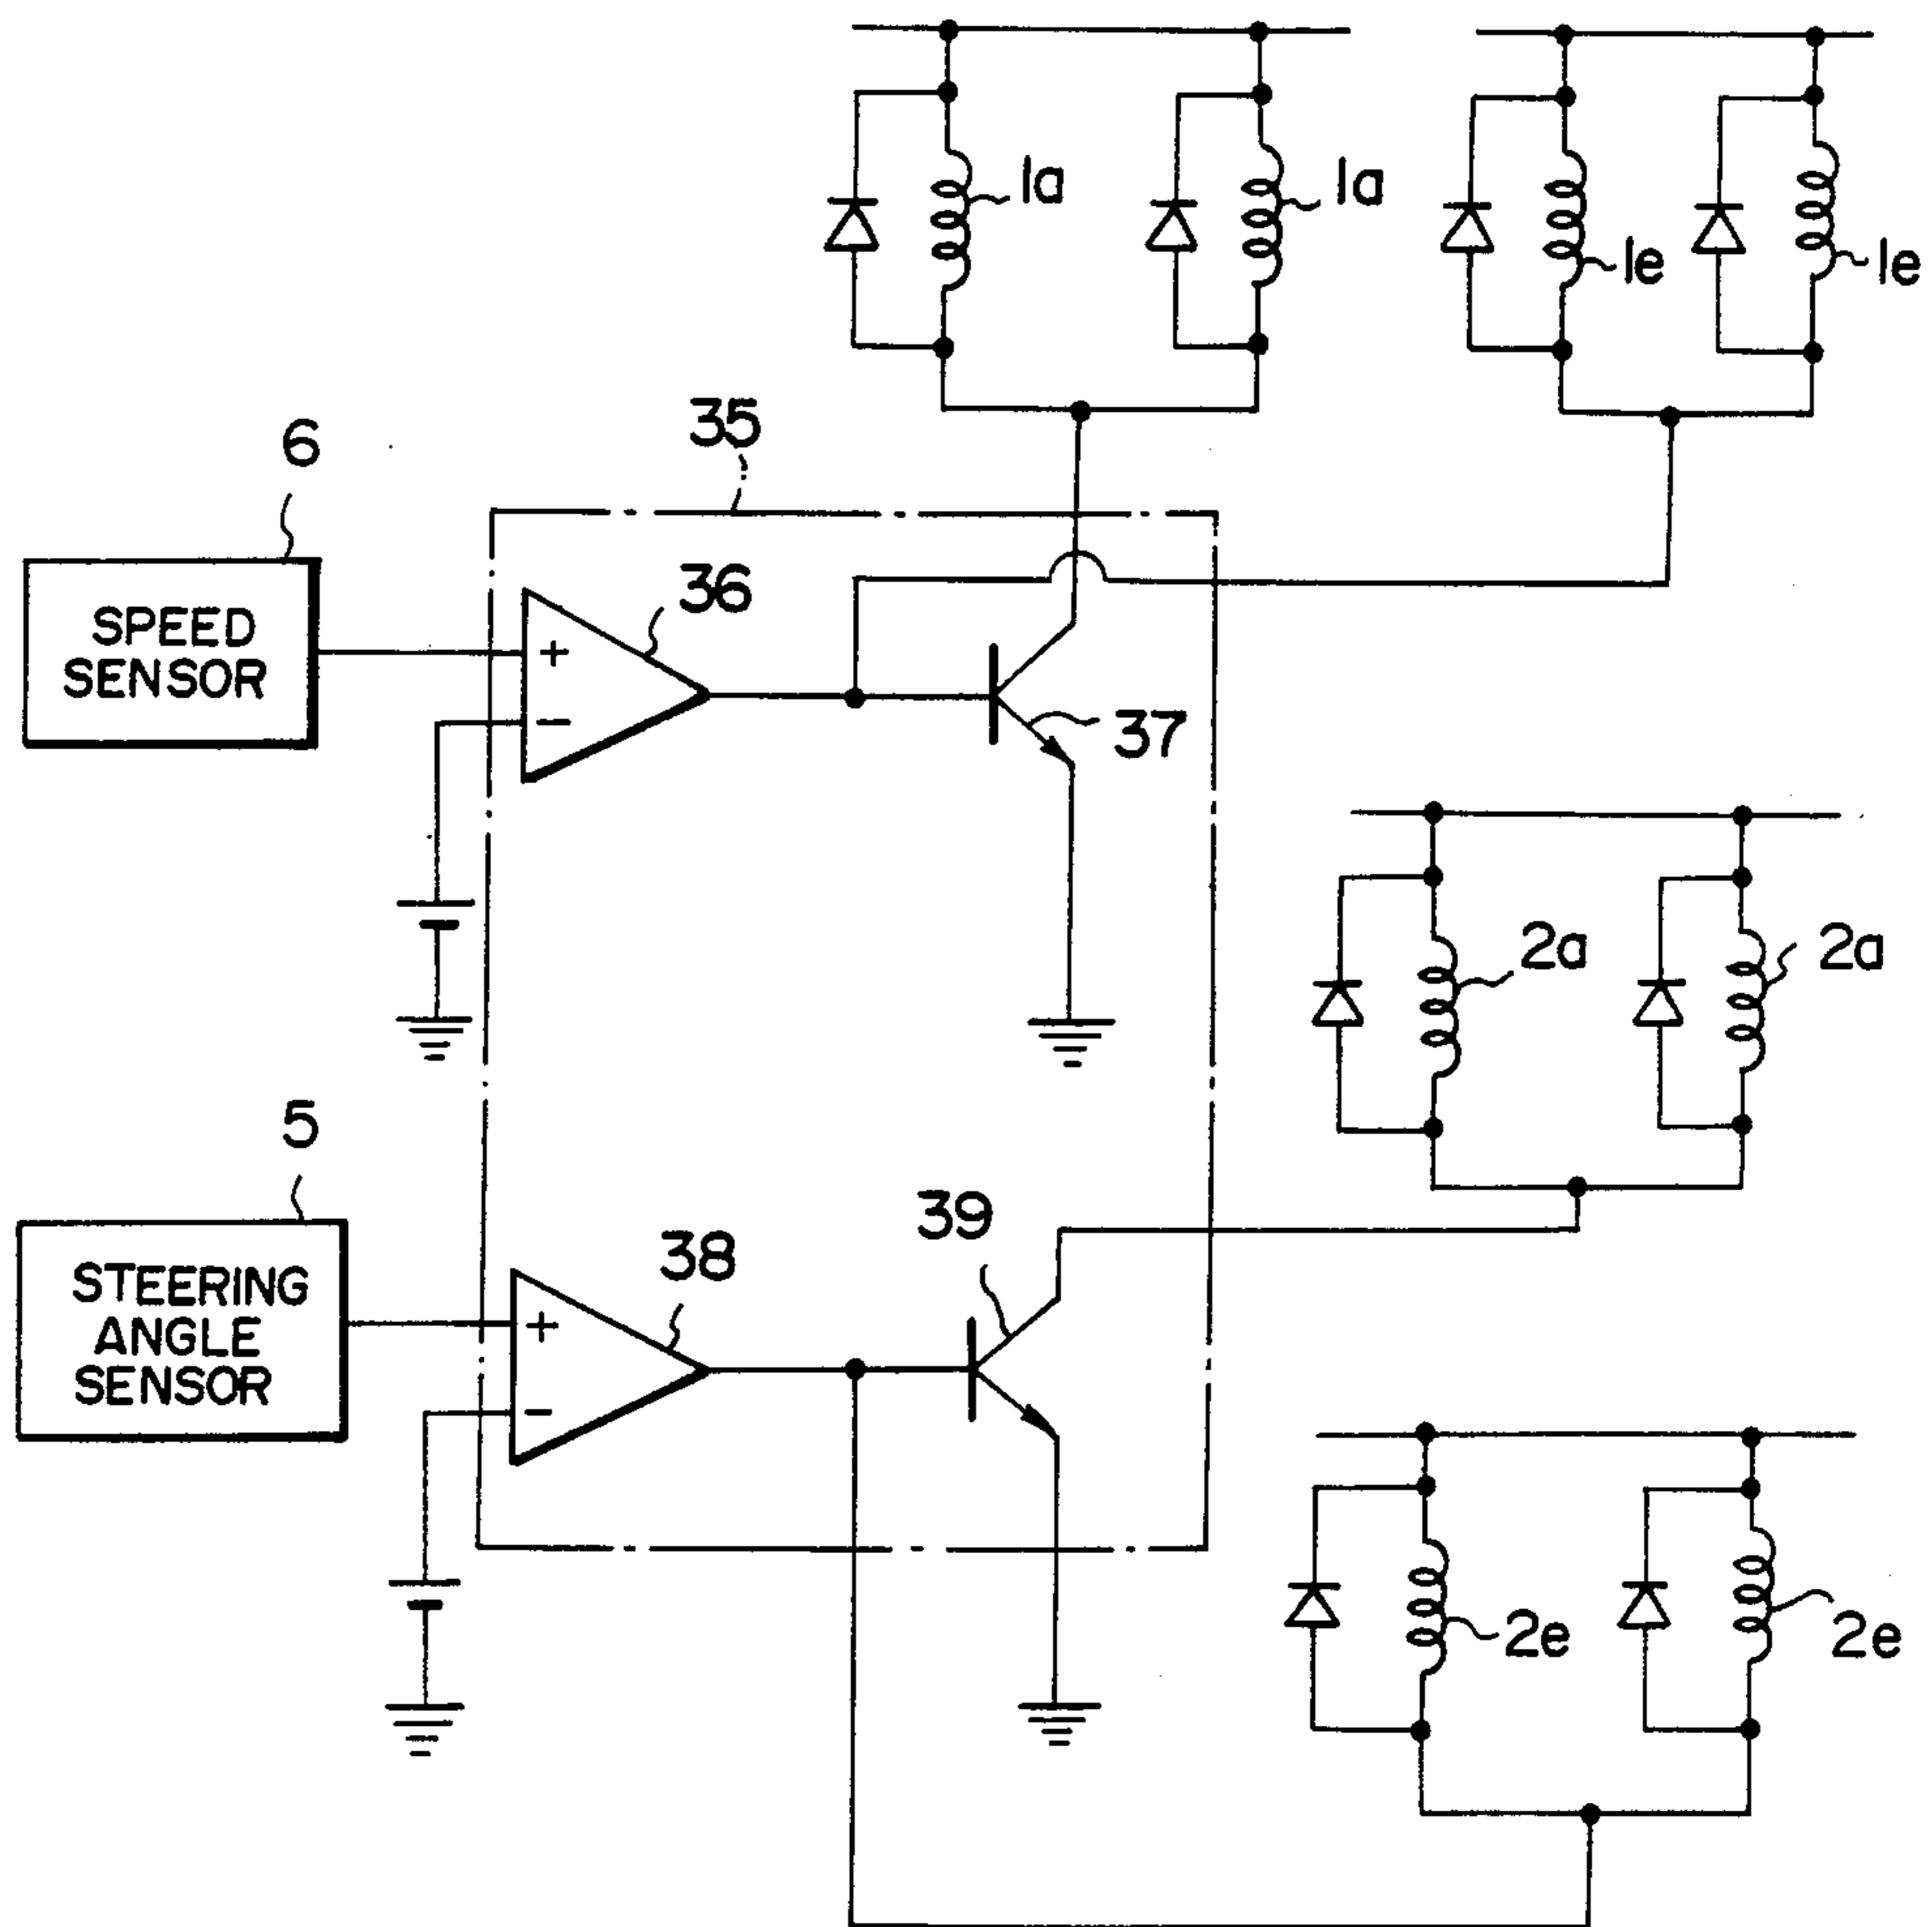 1a
1a
1e
1e
35
6
36
SPEED
SENSOR
+
−
37
2a
2a
5
39
38
STEERING
ANGLE
SENSOR
+
−
2e
2e